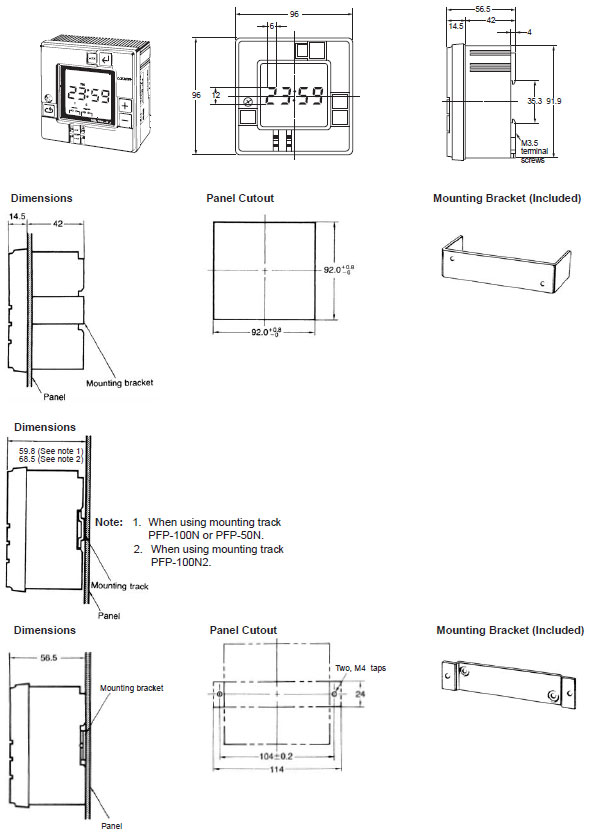 96
6
96
12
23:59
23:59
56.5
14.5
42
4
35.3
91.9
M3.5
terminal
screws
Dimensions
Panel Cutout
Mounting Bracket (Included)
14.5
42
Mounting bracket
Panel
92.0+0.8 -0
92.0+0.8 -0
Dimensions
59.8 (See note 1)
68.5 (See note 2)
Note: 1. When using mounting track
PFP-100N or PFP-50N.
2. When using mounting track
PFP-100N2.
Mounting track
Panel
Dimensions
Panel Cutout
Mounting Bracket (Included)
56.5
Mounting bracket
Panel
Two, M4 taps
24
104±0.2
114